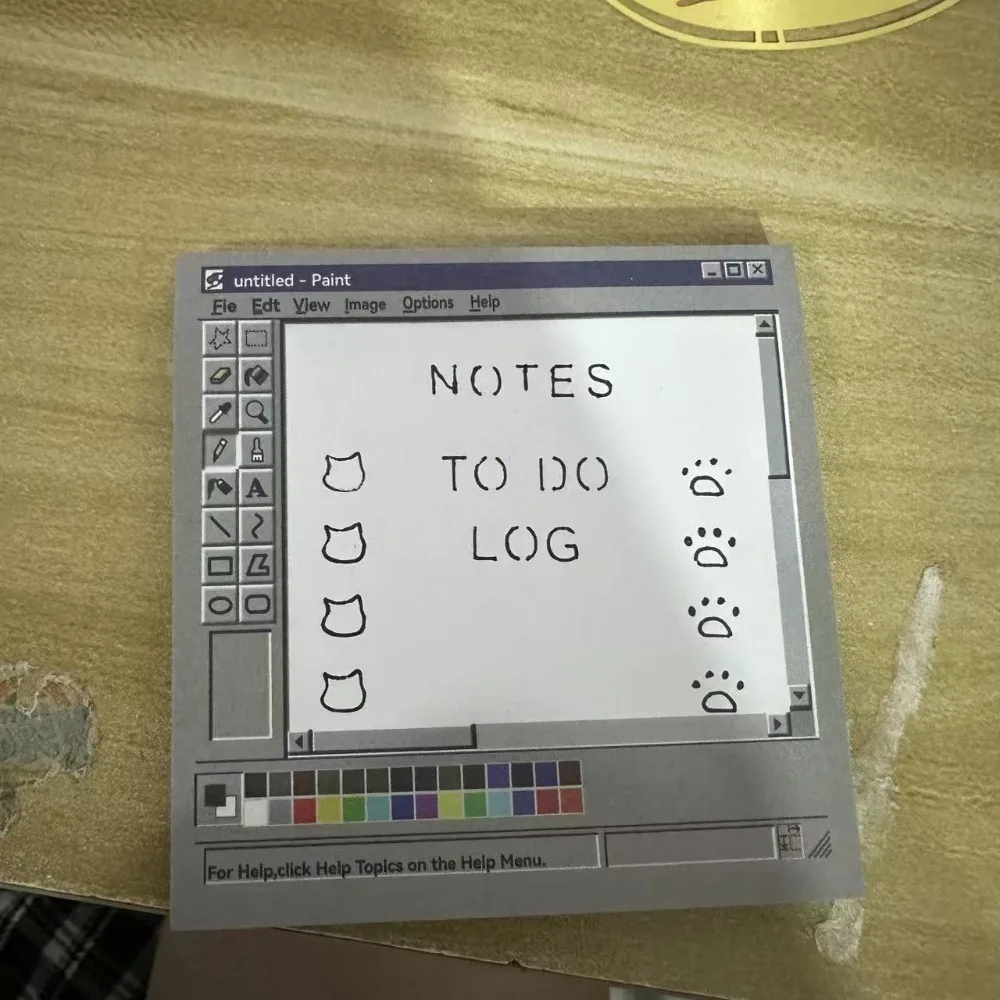 untitled - Paint
Fie Edt View Image Options Help
A
NOTES
TO DO
LOG
For Help,click Help Topics on the Help Menu.